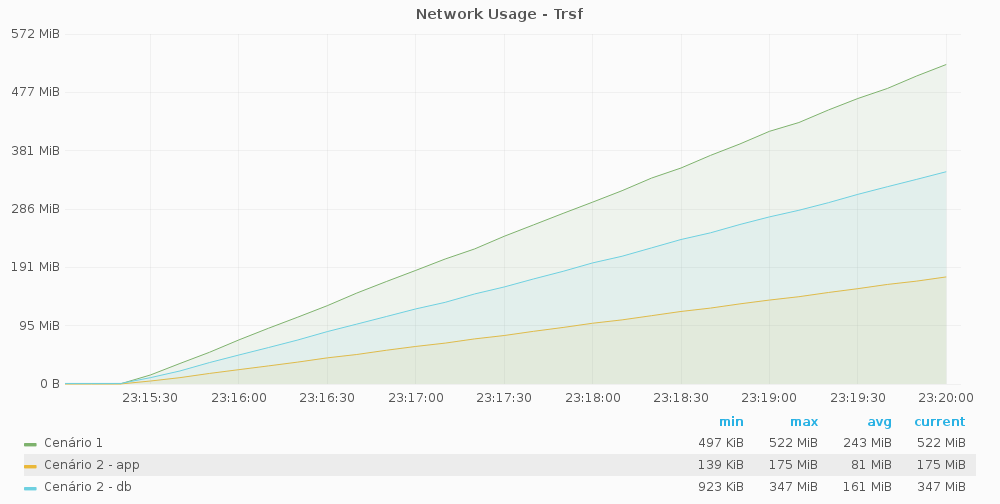 Network Usage - Trsf
572 MiB
477 MiB
381 MiB
286 MiB
191 MiB
95 MiB
0 B
23:15:30 23:16:00 23:16:30 23:17:00 23:17:30 23:18:00 23:18:30 23:19:00 23:19:30 23:20:00
min max avg current
Cenário 1 497 KiB 522 MiB 243 MiB 522 MiB
Cenário 2 - app 139 KiB 175 MiB 81 MiB 175 MiB
Cenário 2 - db 923 KiB 347 MiB 161 MiB 347 MiB